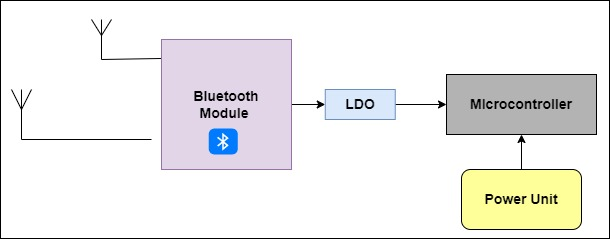 Bluetooth
Module
LDO
Microcontroller
Power Unit